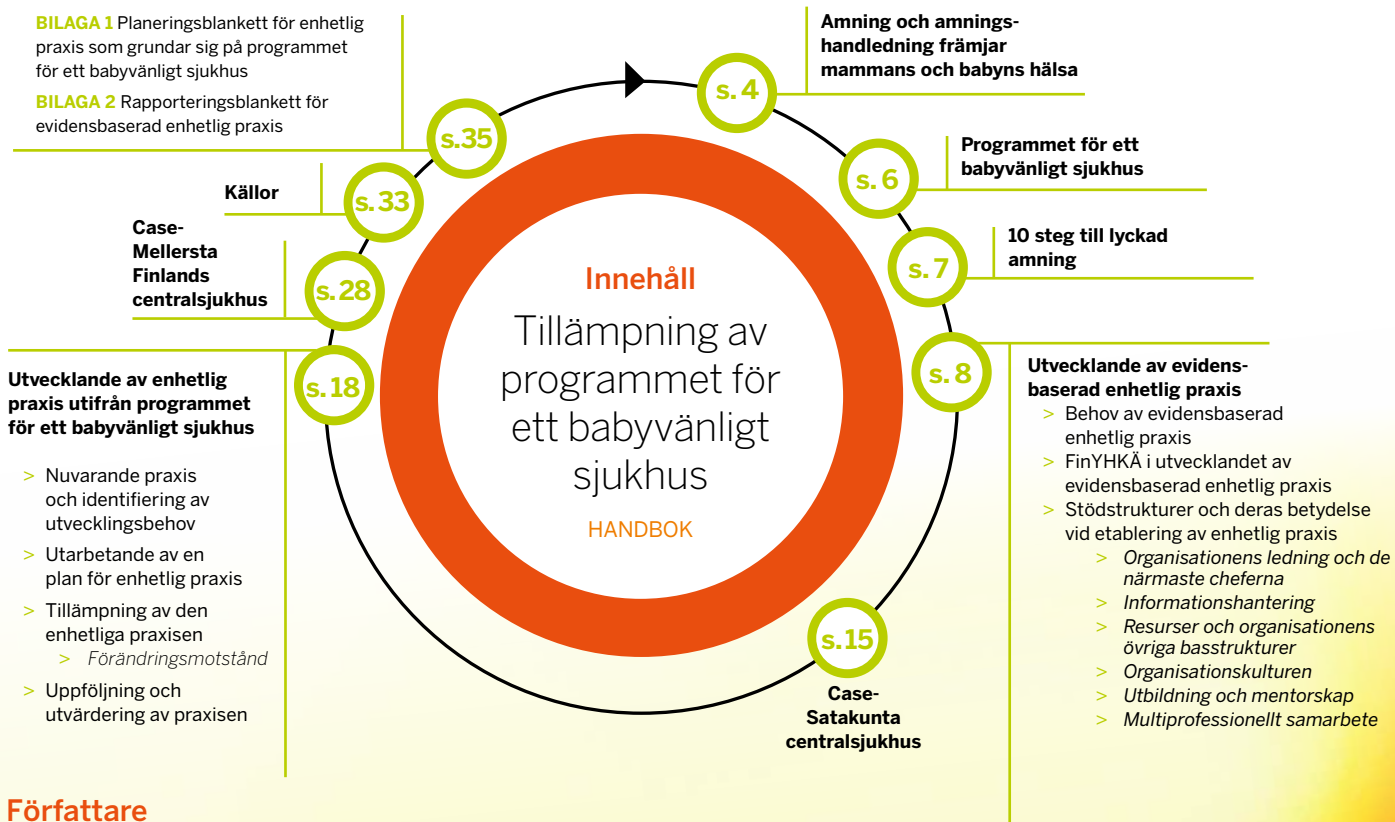 BILAGA 1 Planeringsblankett för enhetlig
praxis som grundar sig på programmet
för ett babyvänligt sjukhus
BILAGA 2 Rapporteringsblankett för
evidensbaserad enhetlig praxis
s.35
Källor
s. 33
Case-
Mellersta
Finlands
centralsjukhus
s. 28
Utvecklande av enhetlig
praxis utifrån programmet
för ett babyvänligt sjukhus
s. 18
> Nuvarande praxis
och identifiering av
utvecklingsbehov
> Utarbetande av en
plan för enhetlig praxis
> Tillämpning av den
enhetliga praxisen
> Förändringsmotstånd
> Uppföljning och
utvärdering av praxisen
Innehåll
Tillämpning av
programmet för
ett babyvänligt
sjukhus
HANDBOK
Amning och amnings-
handledning främjar
mammans och babyns hälsa
s. 4
Programmet för ett
babyvänligt sjukhus
s. 6
10 steg till lyckad
amning
s. 7
s. 8
Utvecklande av evidens-
baserad enhetlig praxis
> Behov av evidensbaserad
enhetlig praxis
> FinYHKÄ i utvecklandet av
evidensbaserad enhetlig praxis
> Stödstrukturer och deras betydelse
vid etablering av enhetlig praxis
> Organisationens ledning och de
närmaste cheferna
> Informationshantering
> Resurser och organisationens
övriga basstrukturer
> Organisationskulturen
> Utbildning och mentorskap
> Multiprofessionellt samarbete
s.15
Case-
Satakunta
centralsjukhus
Författare